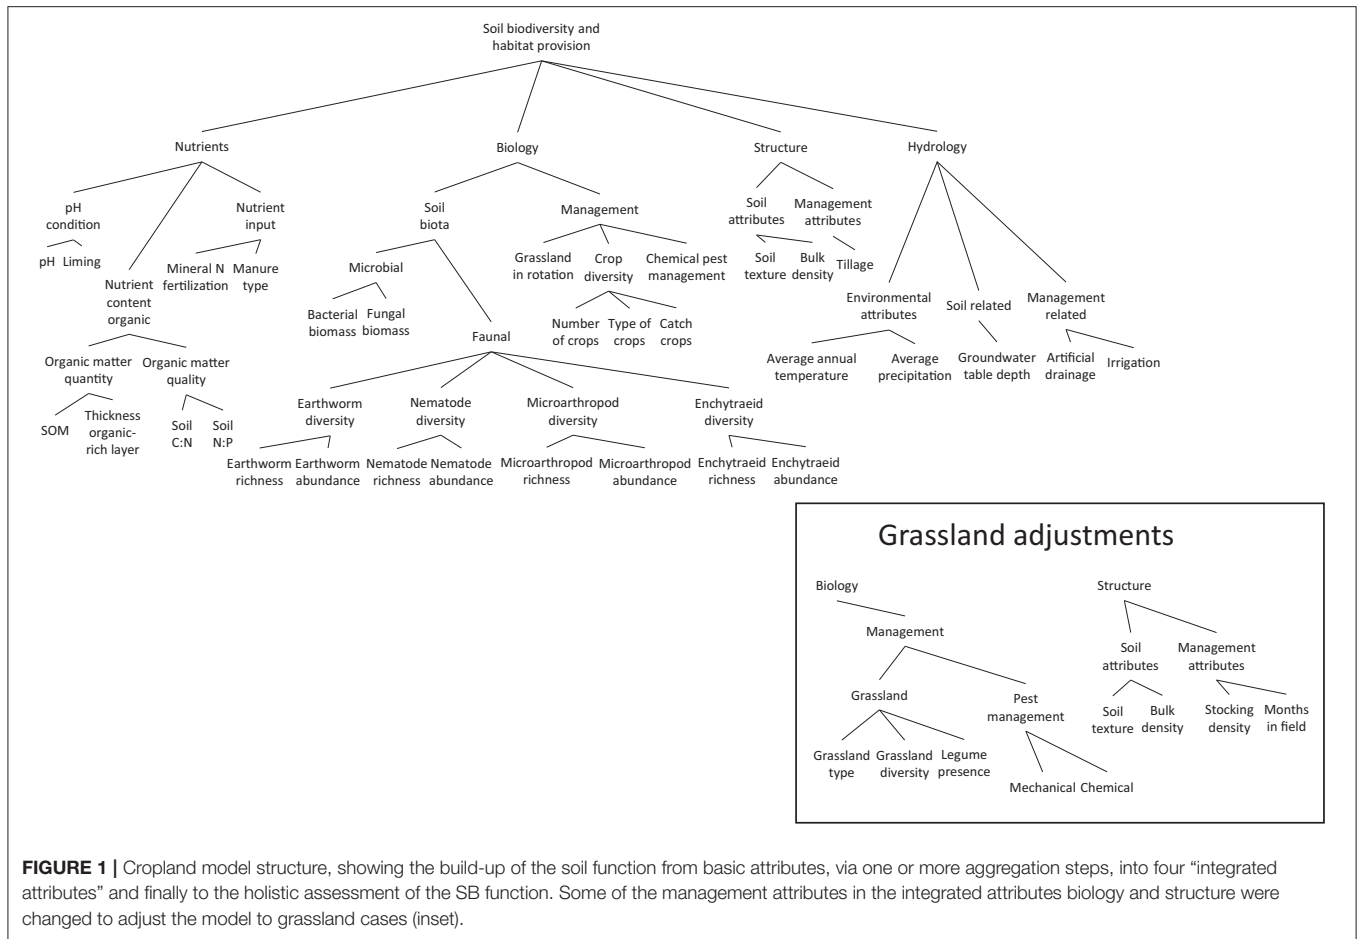 Soil biodiversity and
habitat provision
Nutrients
Biology
Structure
Hydrology
pH
condition
Nutrient
input
Soil
biota
Management
Soil
attributes
Management
attributes
pH Liming
Mineral N
fertilization
Manure
type
Nutrient
content
organic
Microbial
Grassland
in rotation
Crop
diversity
Chemical pest
management
Soil
texture
Bulk
density
Tillage
Bacterial
biomass
Fungal
biomass
Number
of crops
Type of
crops
Catch
crops
Environmental
attributes
Soil related
Management
related
Faunal
Organic matter
quantity
Organic matter
quality
Average annual
temperature
Average
precipitation
Groundwater
table depth
Artificial
drainage
Irrigation
SOM
Thickness
organic-
rich layer
Soil
C:N
Soil
N:P
Earthworm
diversity
Nematode
diversity
Microarthropod
diversity
Enchytraeid
diversity
Earthworm
richness
Earthworm
abundance
Nematode
richness
Nematode
abundance
Microarthropod
richness
Microarthropod
abundance
Enchytraeid
richness
Enchytraeid
abundance
Grassland adjustments
Biology
Management
Grassland
Pest
management
Grassland
type
Grassland
diversity
Legume
presence
Mechanical
Chemical
Structure
Soil
attributes
Management
attributes
Soil
texture
Bulk
density
Stocking
density
Months
in field
FIGURE 1 | Cropland model structure, showing the build-up of the soil function from basic attributes, via one or more aggregation steps, into four “integrated
attributes” and finally to the holistic assessment of the SB function. Some of the management attributes in the integrated attributes biology and structure were
changed to adjust the model to grassland cases (inset).